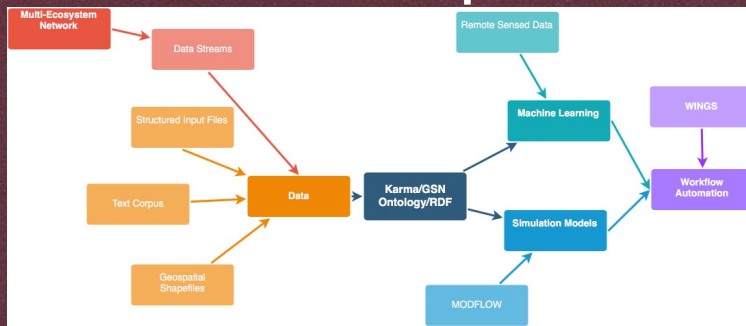 Multi-Ecosystem
Network
Data Streams
Remote Sensed Data
Structured Input Files
Machine Learning
WINGS
Text Corpus
Data
Karma/GSN
Ontology/RDF
Workflow
Automation
Simulation Models
Geospatial
Shapefiles
MODFLOW